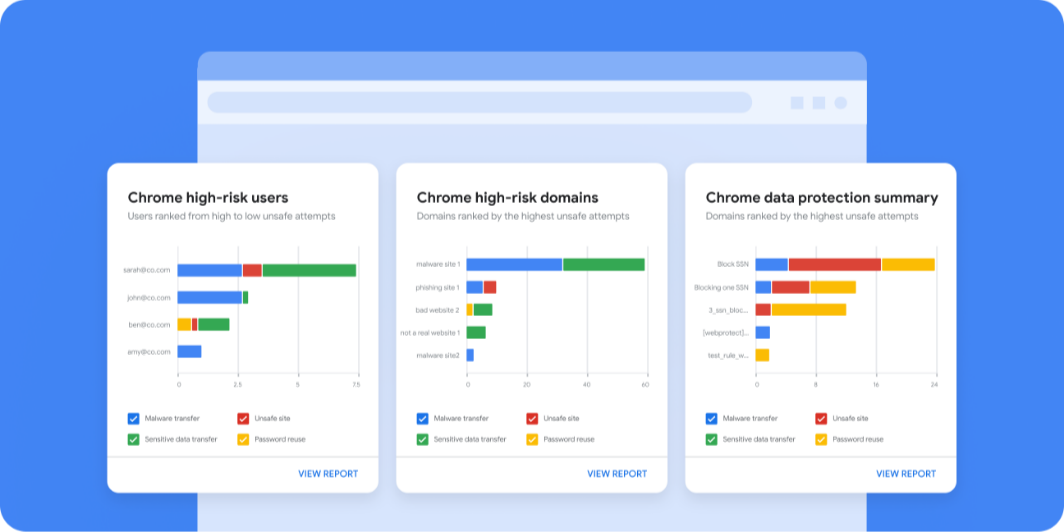 Chrome high-risk users
Users ranked from high to low unsafe attempts
sarah@co.com
john@co.com
ben@co.com
amy@co.com
0 2.5 5 7.5
Malware transfer Unsafe site
Sensitive data transfer Password reuse
VIEW REPORT
Chrome high-risk domains
Domains ranked by the highest unsafe attempts
malware site 1
phishing site 1
bad website 2
not a real website 1
malware site2
0 20 40 60
Malware transfer Unsafe site
Sensitive data transfer Password reuse
VIEW REPORT
Chrome data protection summary
Domains ranked by the highest unsafe attempts
Block SSN
Blocking one SSN
3_ssn_bloc...
[webprotect]...
test_rule_w...
0 8 16 24
Malware transfer Unsafe site
Sensitive data transfer Password reuse
VIEW REPORT